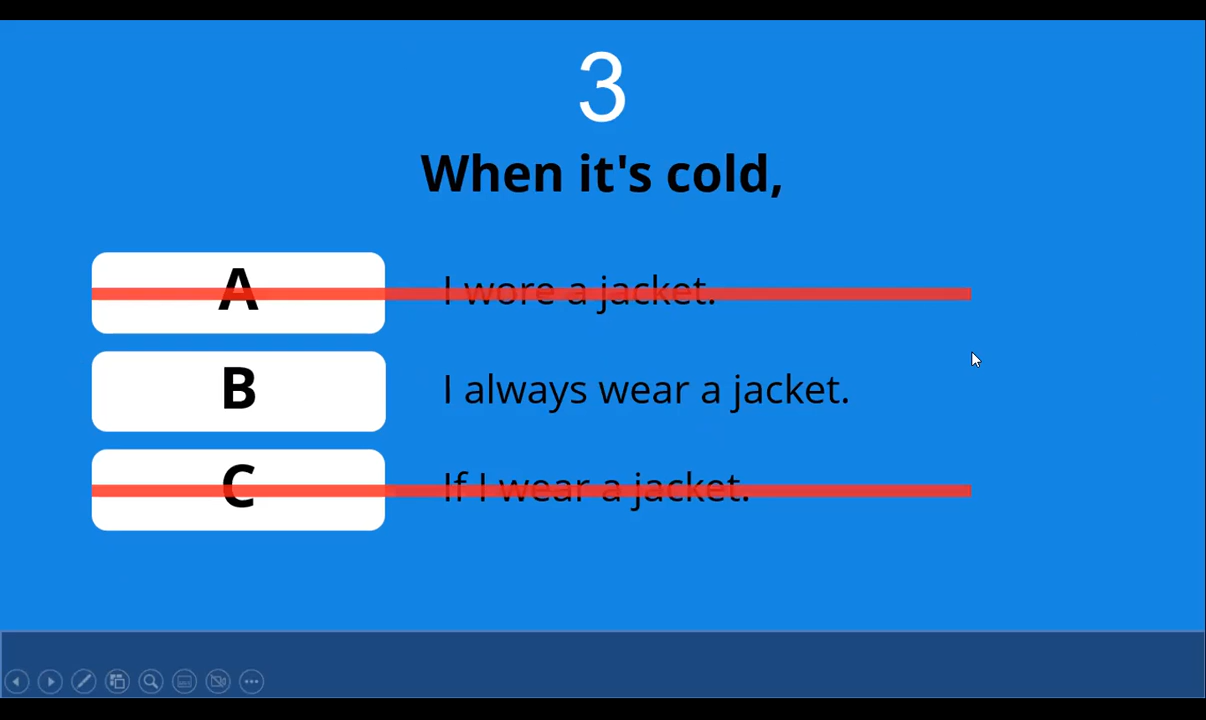 3
When it's cold,
A I wore a jacket.
B I always wear a jacket.
C If I wear a jacket.